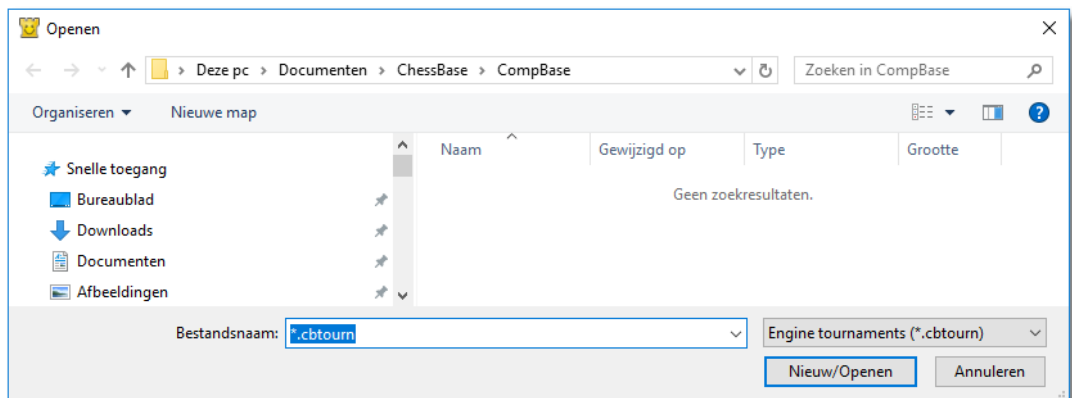 Openen
Deze pc > Documenten > ChessBase > CompBase
Zoeken in CompBase
Organiseren
Nieuwe map
Naam
Gewijzigd op
Type
Grootte
Snelle toegang
Geen zoekresultaten.
Bureaublad
Downloads
Documenten
Afbeeldingen
Bestandsnaam: *.cbtourn
Engine tournaments (*.cbtourn)
Nieuw/Openen
Annuleren